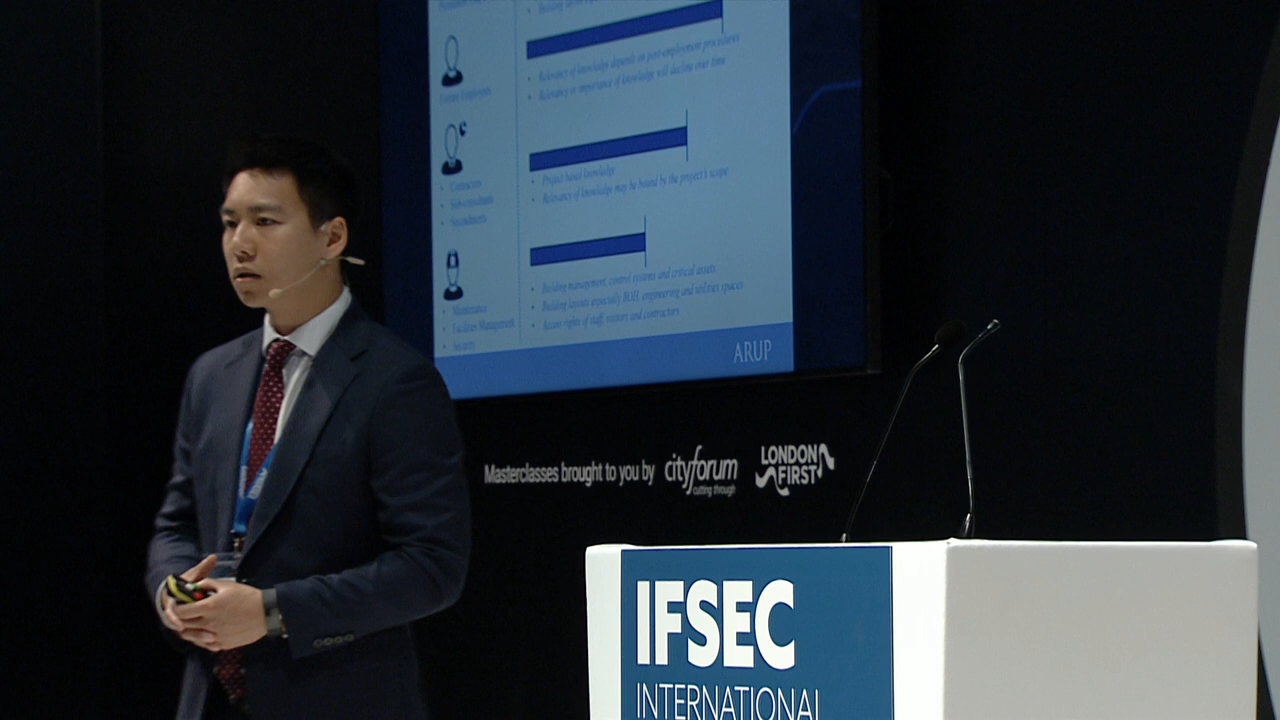 Relevancy of knowledge depends on post-employment procedures
Relevancy or importance of knowledge will decline over time
Former Employees
Project based knowledge
Relevancy of knowledge may be bound by the project's scope
Contractors
Sub-consultants
Secondments
Building management, control systems and critical assets
Building layouts especially BOH, engineering and utilities spaces
Access rights of staff, visitors and contractors
Maintenance
Facilities Management
Security
ARUP
Masterclasses brought to you by
cityforum
cutting through
LONDON
FIRST
IFSEC
INTERNATIONAL